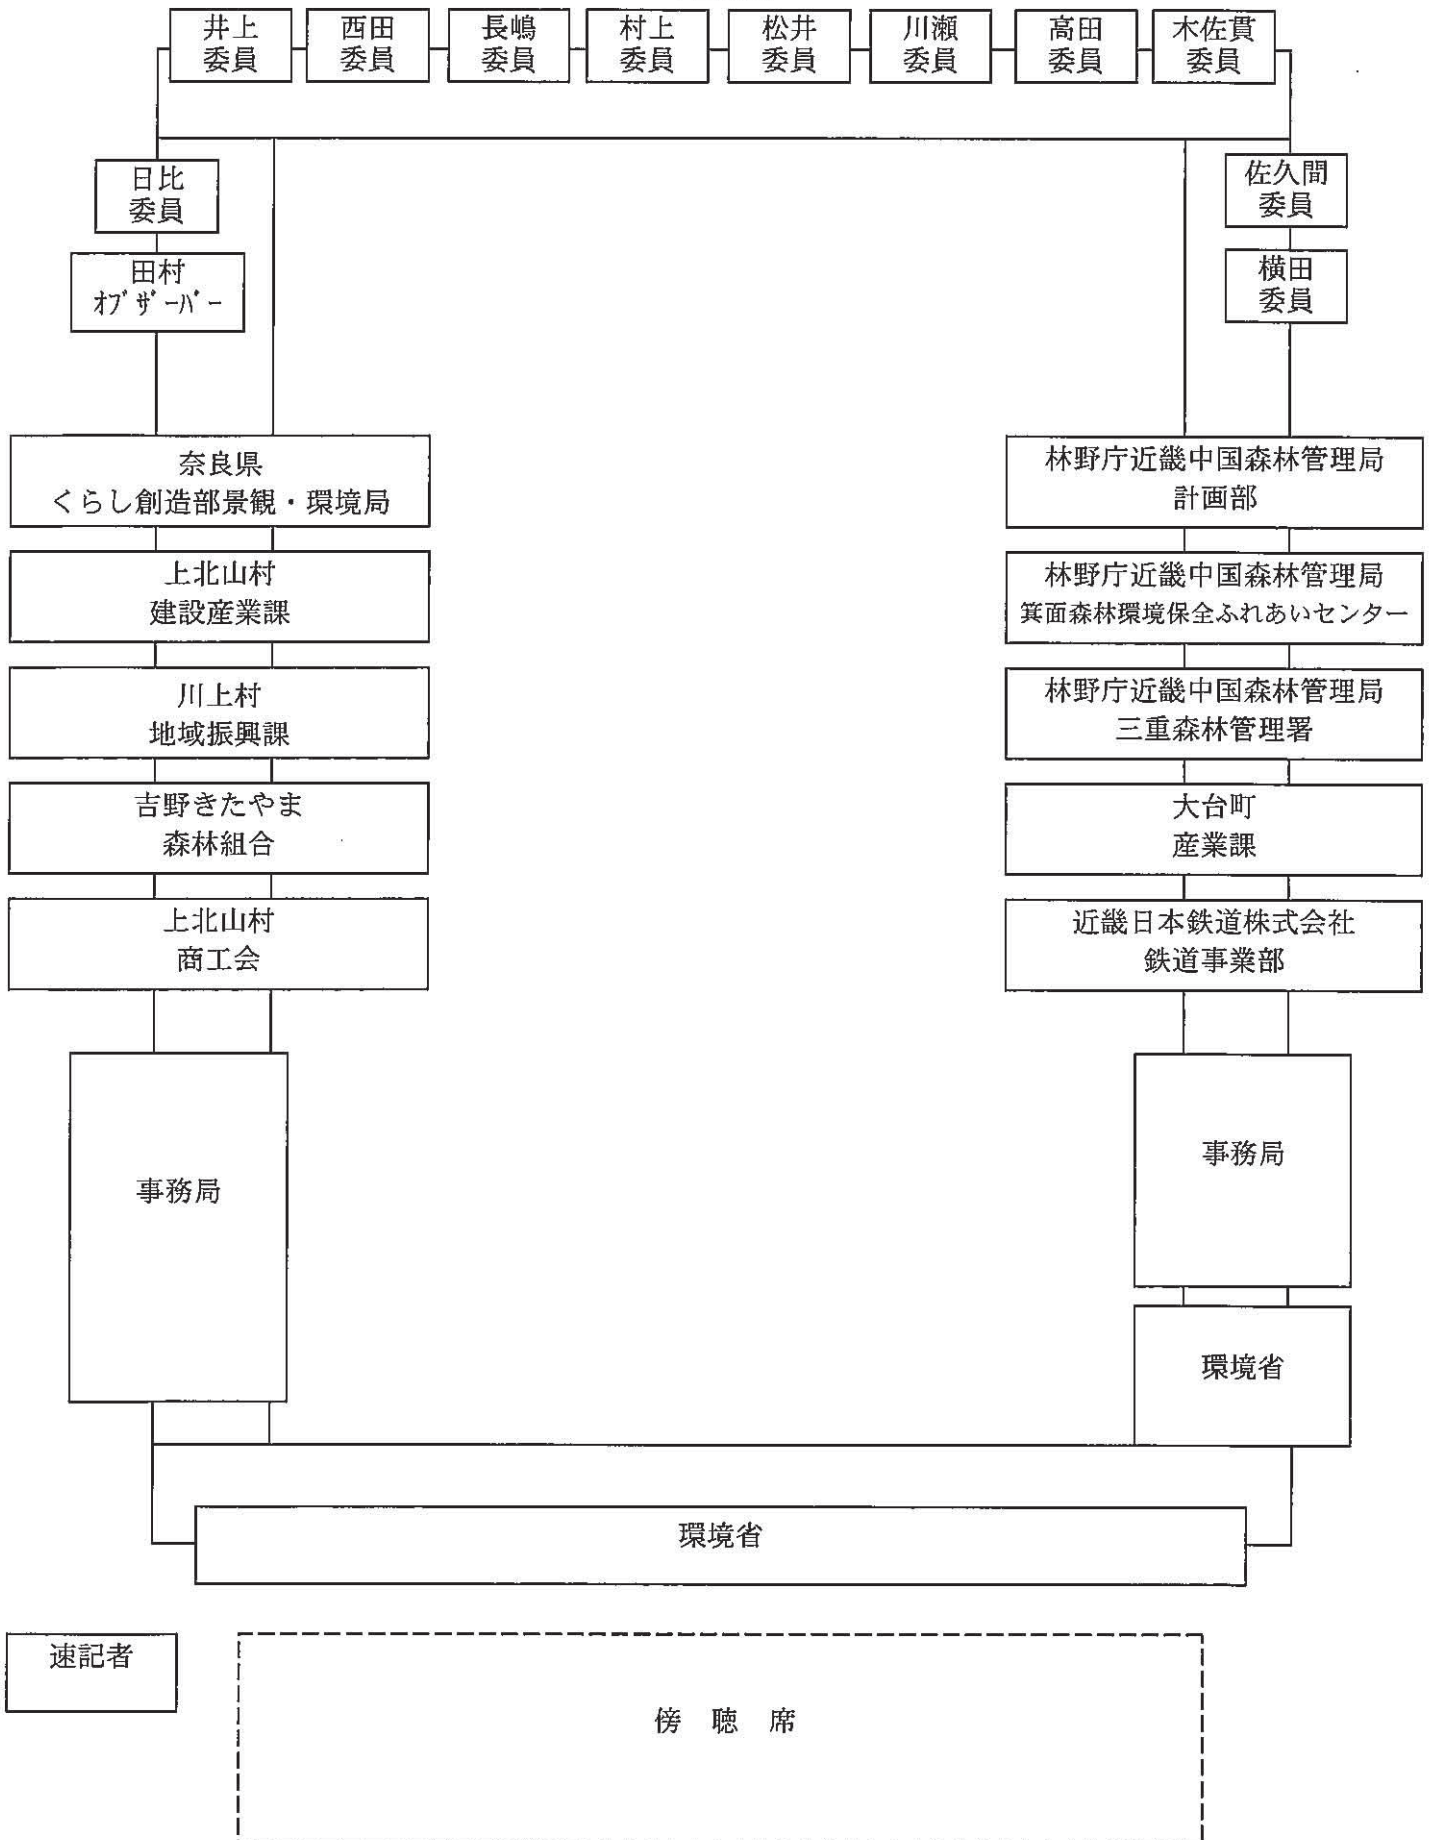 井上
委員
西田
委員
長嶋
委員
村上
委員
松井
委員
川瀬
委員
高田
委員
木佐貫
委員
日比
委員
田村
ｵﾌﾞｻﾞｰﾊﾞｰ
佐久間
委員
横田
委員
奈良県
くらし創造部景観・環境局
上北山村
建設産業課
川上村
地域振興課
吉野きたやま
森林組合
上北山村
商工会
事務局
林野庁近畿中国森林管理局
計画部
林野庁近畿中国森林管理局
箕面森林環境保全ふれあいセンター
林野庁近畿中国森林管理局
三重森林管理署
大台町
産業課
近畿日本鉄道株式会社
鉄道事業部
事務局
環境省
環境省
速記者
傍　聴　席